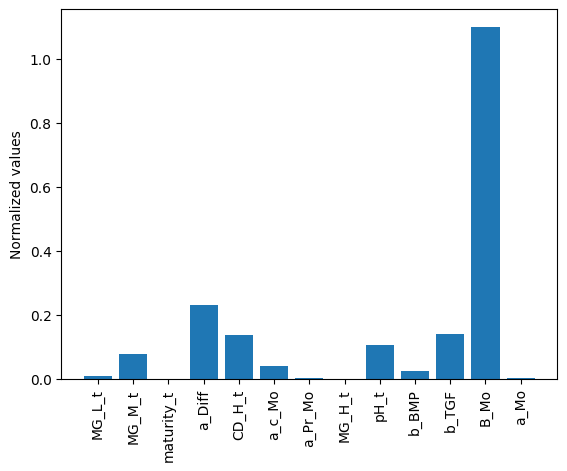 Normalized values
1.0
0.8
0.6
0.4
0.2
0.0
MG_L_t
MG_M_t
maturity_t
a_Diff
CD_H_t
a_c_Mo
a_Pr_Mo
MG_H_t
pH_t
b_BMP
b_TGF
B_Mo
a_Mo